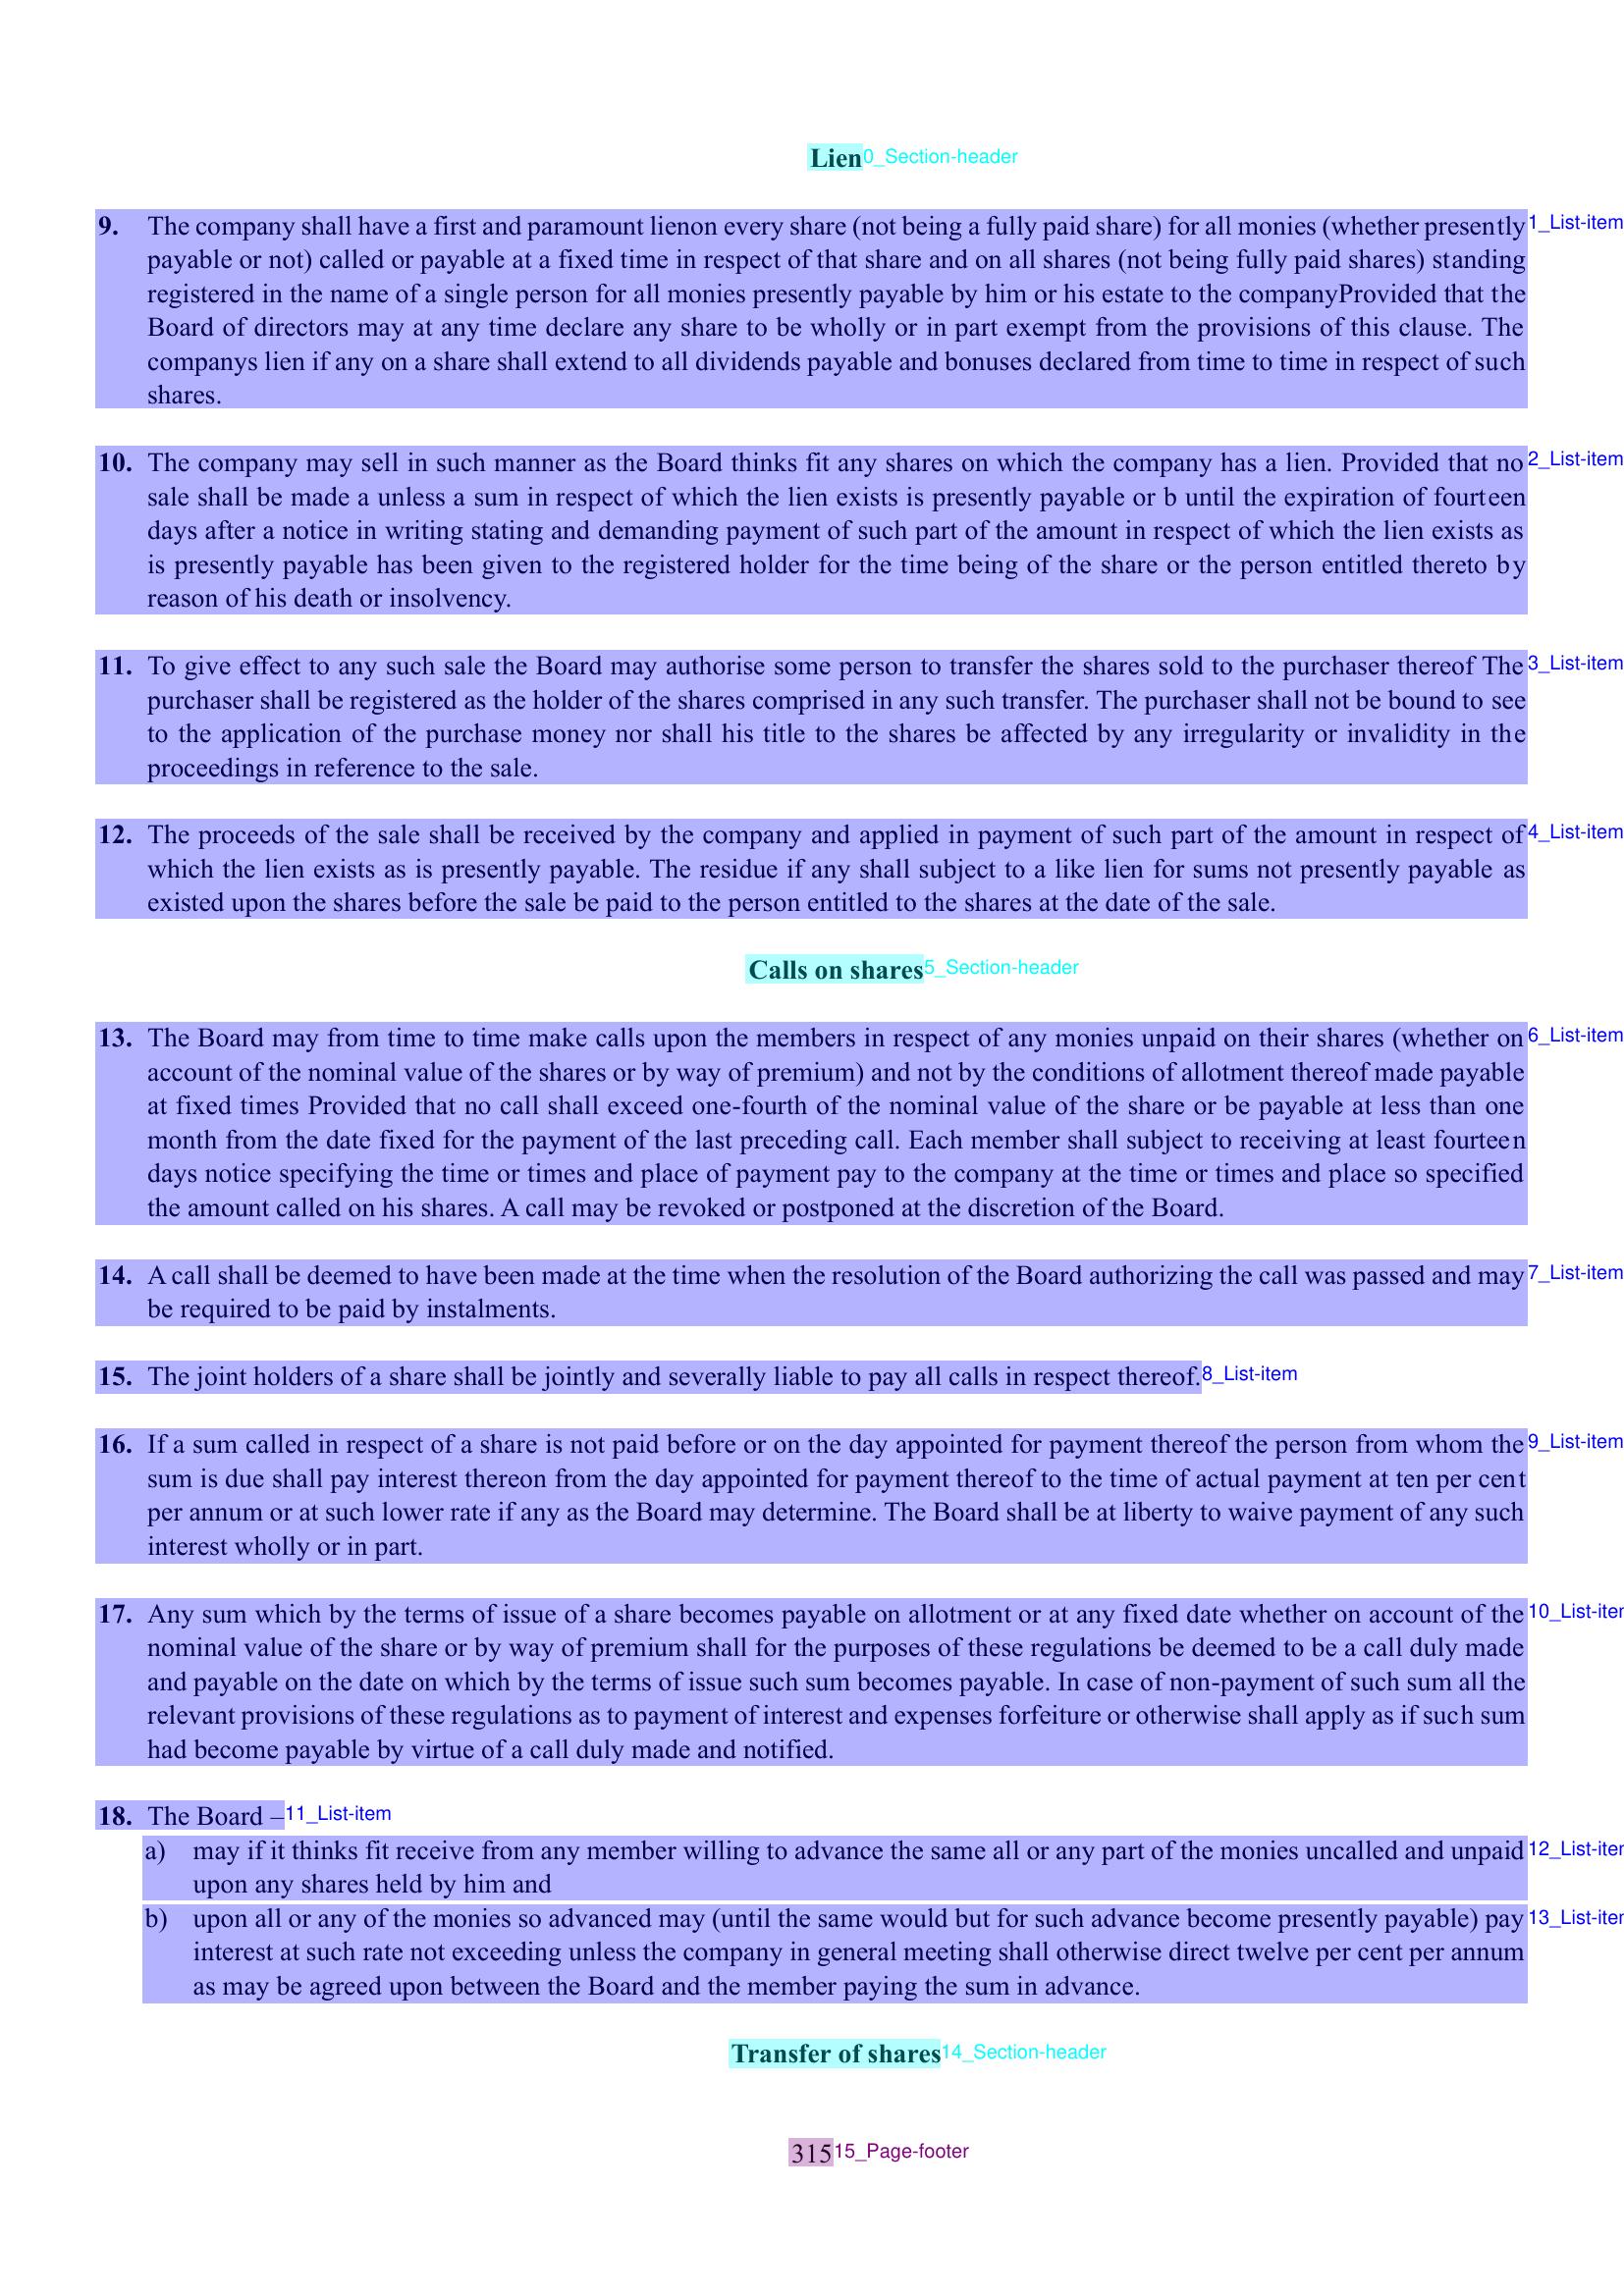 Lien0_Section-header
9. The company shall have a first and paramount lienon every share (not being a fully paid share) for all monies (whether presently 1_List-item
payable or not) called or payable at a fixed time in respect of that share and on all shares (not being fully paid shares) standing
registered in the name of a single person for all monies presently payable by him or his estate to the companyProvided that the
Board of directors may at any time declare any share to be wholly or in part exempt from the provisions of this clause. The
companys lien if any on a share shall extend to all dividends payable and bonuses declared from time to time in respect of such
shares.
10. The company may sell in such manner as the Board thinks fit any shares on which the company has a lien. Provided that no 2_List-item
sale shall be made a unless a sum in respect of which the lien exists is presently payable or b until the expiration of fourteen
days after a notice in writing stating and demanding payment of such part of the amount in respect of which the lien exists as
is presently payable has been given to the registered holder for the time being of the share or the person entitled thereto by
reason of his death or insolvency.
11. To give effect to any such sale the Board may authorise some person to transfer the shares sold to the purchaser thereof The 3_List-item
purchaser shall be registered as the holder of the shares comprised in any such transfer. The purchaser shall not be bound to see
to the application of the purchase money nor shall his title to the shares be affected by any irregularity or invalidity in the
proceedings in reference to the sale.
12. The proceeds of the sale shall be received by the company and applied in payment of such part of the amount in respect of 4_List-item
which the lien exists as is presently payable. The residue if any shall subject to a like lien for sums not presently payable as
existed upon the shares before the sale be paid to the person entitled to the shares at the date of the sale.
Calls on shares5_Section-header
13. The Board may from time to time make calls upon the members in respect of any monies unpaid on their shares (whether on 6_List-item
account of the nominal value of the shares or by way of premium) and not by the conditions of allotment thereof made payable
at fixed times Provided that no call shall exceed one-fourth of the nominal value of the share or be payable at less than one
month from the date fixed for the payment of the last preceding call. Each member shall subject to receiving at least fourteen
days notice specifying the time or times and place of payment pay to the company at the time or times and place so specified
the amount called on his shares. A call may be revoked or postponed at the discretion of the Board.
14. A call shall be deemed to have been made at the time when the resolution of the Board authorizing the call was passed and may 7_List-item
be required to be paid by instalments.
15. The joint holders of a share shall be jointly and severally liable to pay all calls in respect thereof.8_List-item
16. If a sum called in respect of a share is not paid before or on the day appointed for payment thereof the person from whom the 9_List-item
sum is due shall pay interest thereon from the day appointed for payment thereof to the time of actual payment at ten per cent
per annum or at such lower rate if any as the Board may determine. The Board shall be at liberty to waive payment of any such
interest wholly or in part.
17. Any sum which by the terms of issue of a share becomes payable on allotment or at any fixed date whether on account of the 10_List-iter
nominal value of the share or by way of premium shall for the purposes of these regulations be deemed to be a call duly made
and payable on the date on which by the terms of issue such sum becomes payable. In case of non-payment of such sum all the
relevant provisions of these regulations as to payment of interest and expenses forfeiture or otherwise shall apply as if such sum
had become payable by virtue of a call duly made and notified.
18. The Board –11_List-item
a) may if it thinks fit receive from any member willing to advance the same all or any part of the monies uncalled and unpaid 12_List-iter
upon any shares held by him and
b) upon all or any of the monies so advanced may (until the same would but for such advance become presently payable) pay 13_List-iter
interest at such rate not exceeding unless the company in general meeting shall otherwise direct twelve per cent per annum
as may be agreed upon between the Board and the member paying the sum in advance.
Transfer of shares14_Section-header
31515_Page-footer